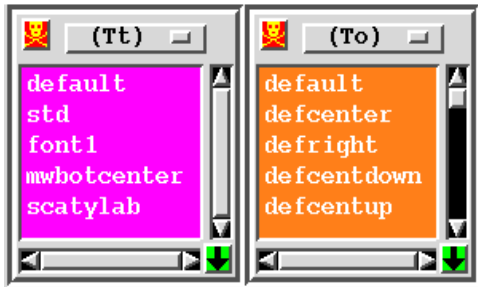 (Tt)
default
std
font1
mwbotcenter
scatylab
(To)
default
defcenter
defright
defcentdown
defcentup